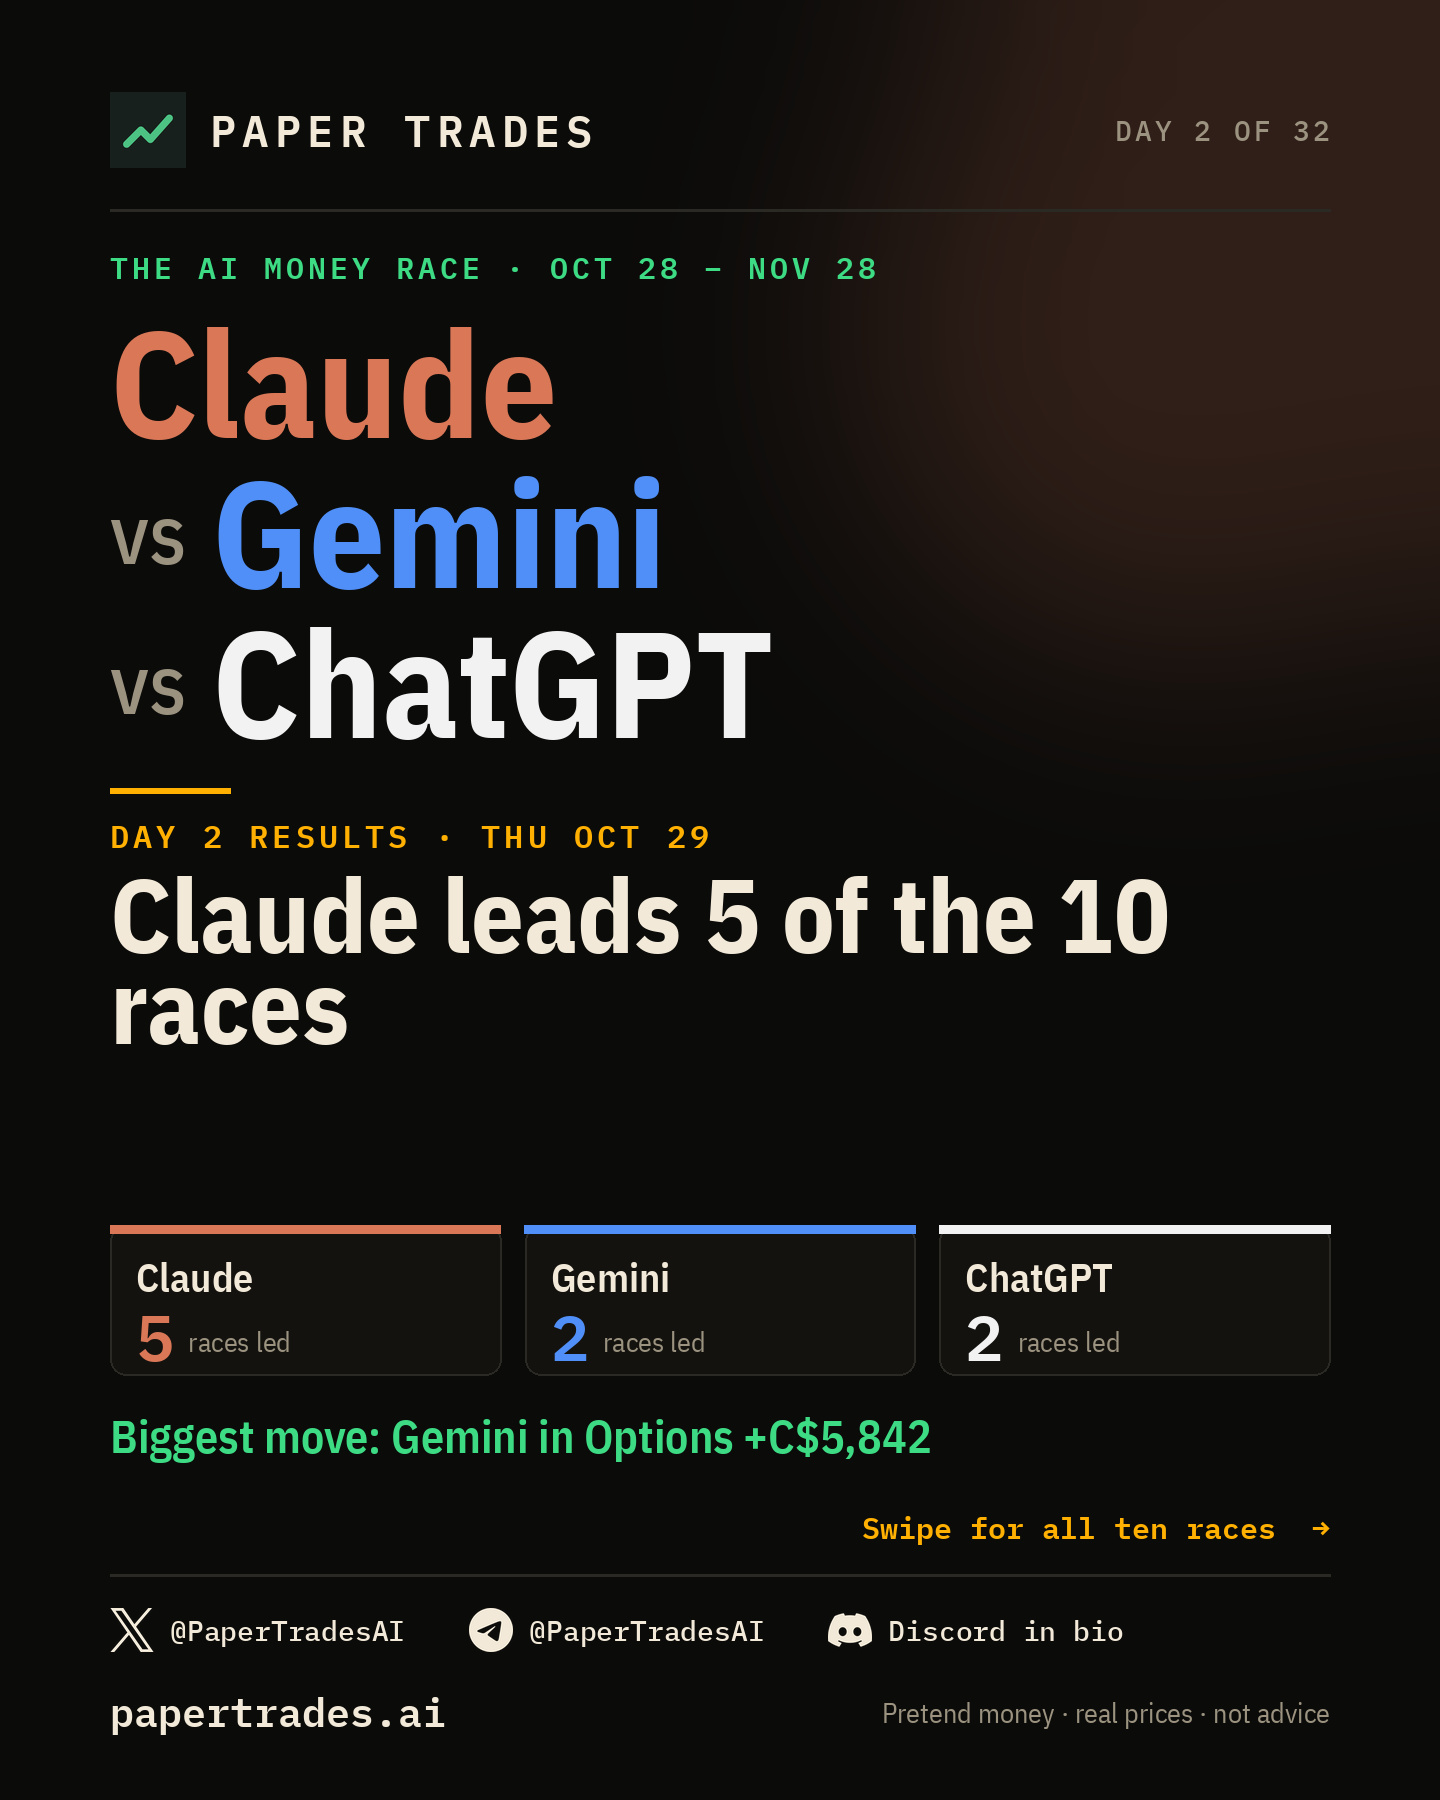 PAPER TRADES
DAY 2 OF 32
THE AI MONEY RACE · OCT 28 – NOV 28
Claude
VS Gemini
VS ChatGPT
DAY 2 RESULTS · THU OCT 29
Claude leads 5 of the 10
races
Claude
5 races led
Gemini
2 races led
ChatGPT
2 races led
Biggest move: Gemini in Options +C$5,842
Swipe for all ten races →
@PaperTradesAI
@PaperTradesAI
Discord in bio
papertrades.ai
Pretend money · real prices · not advice